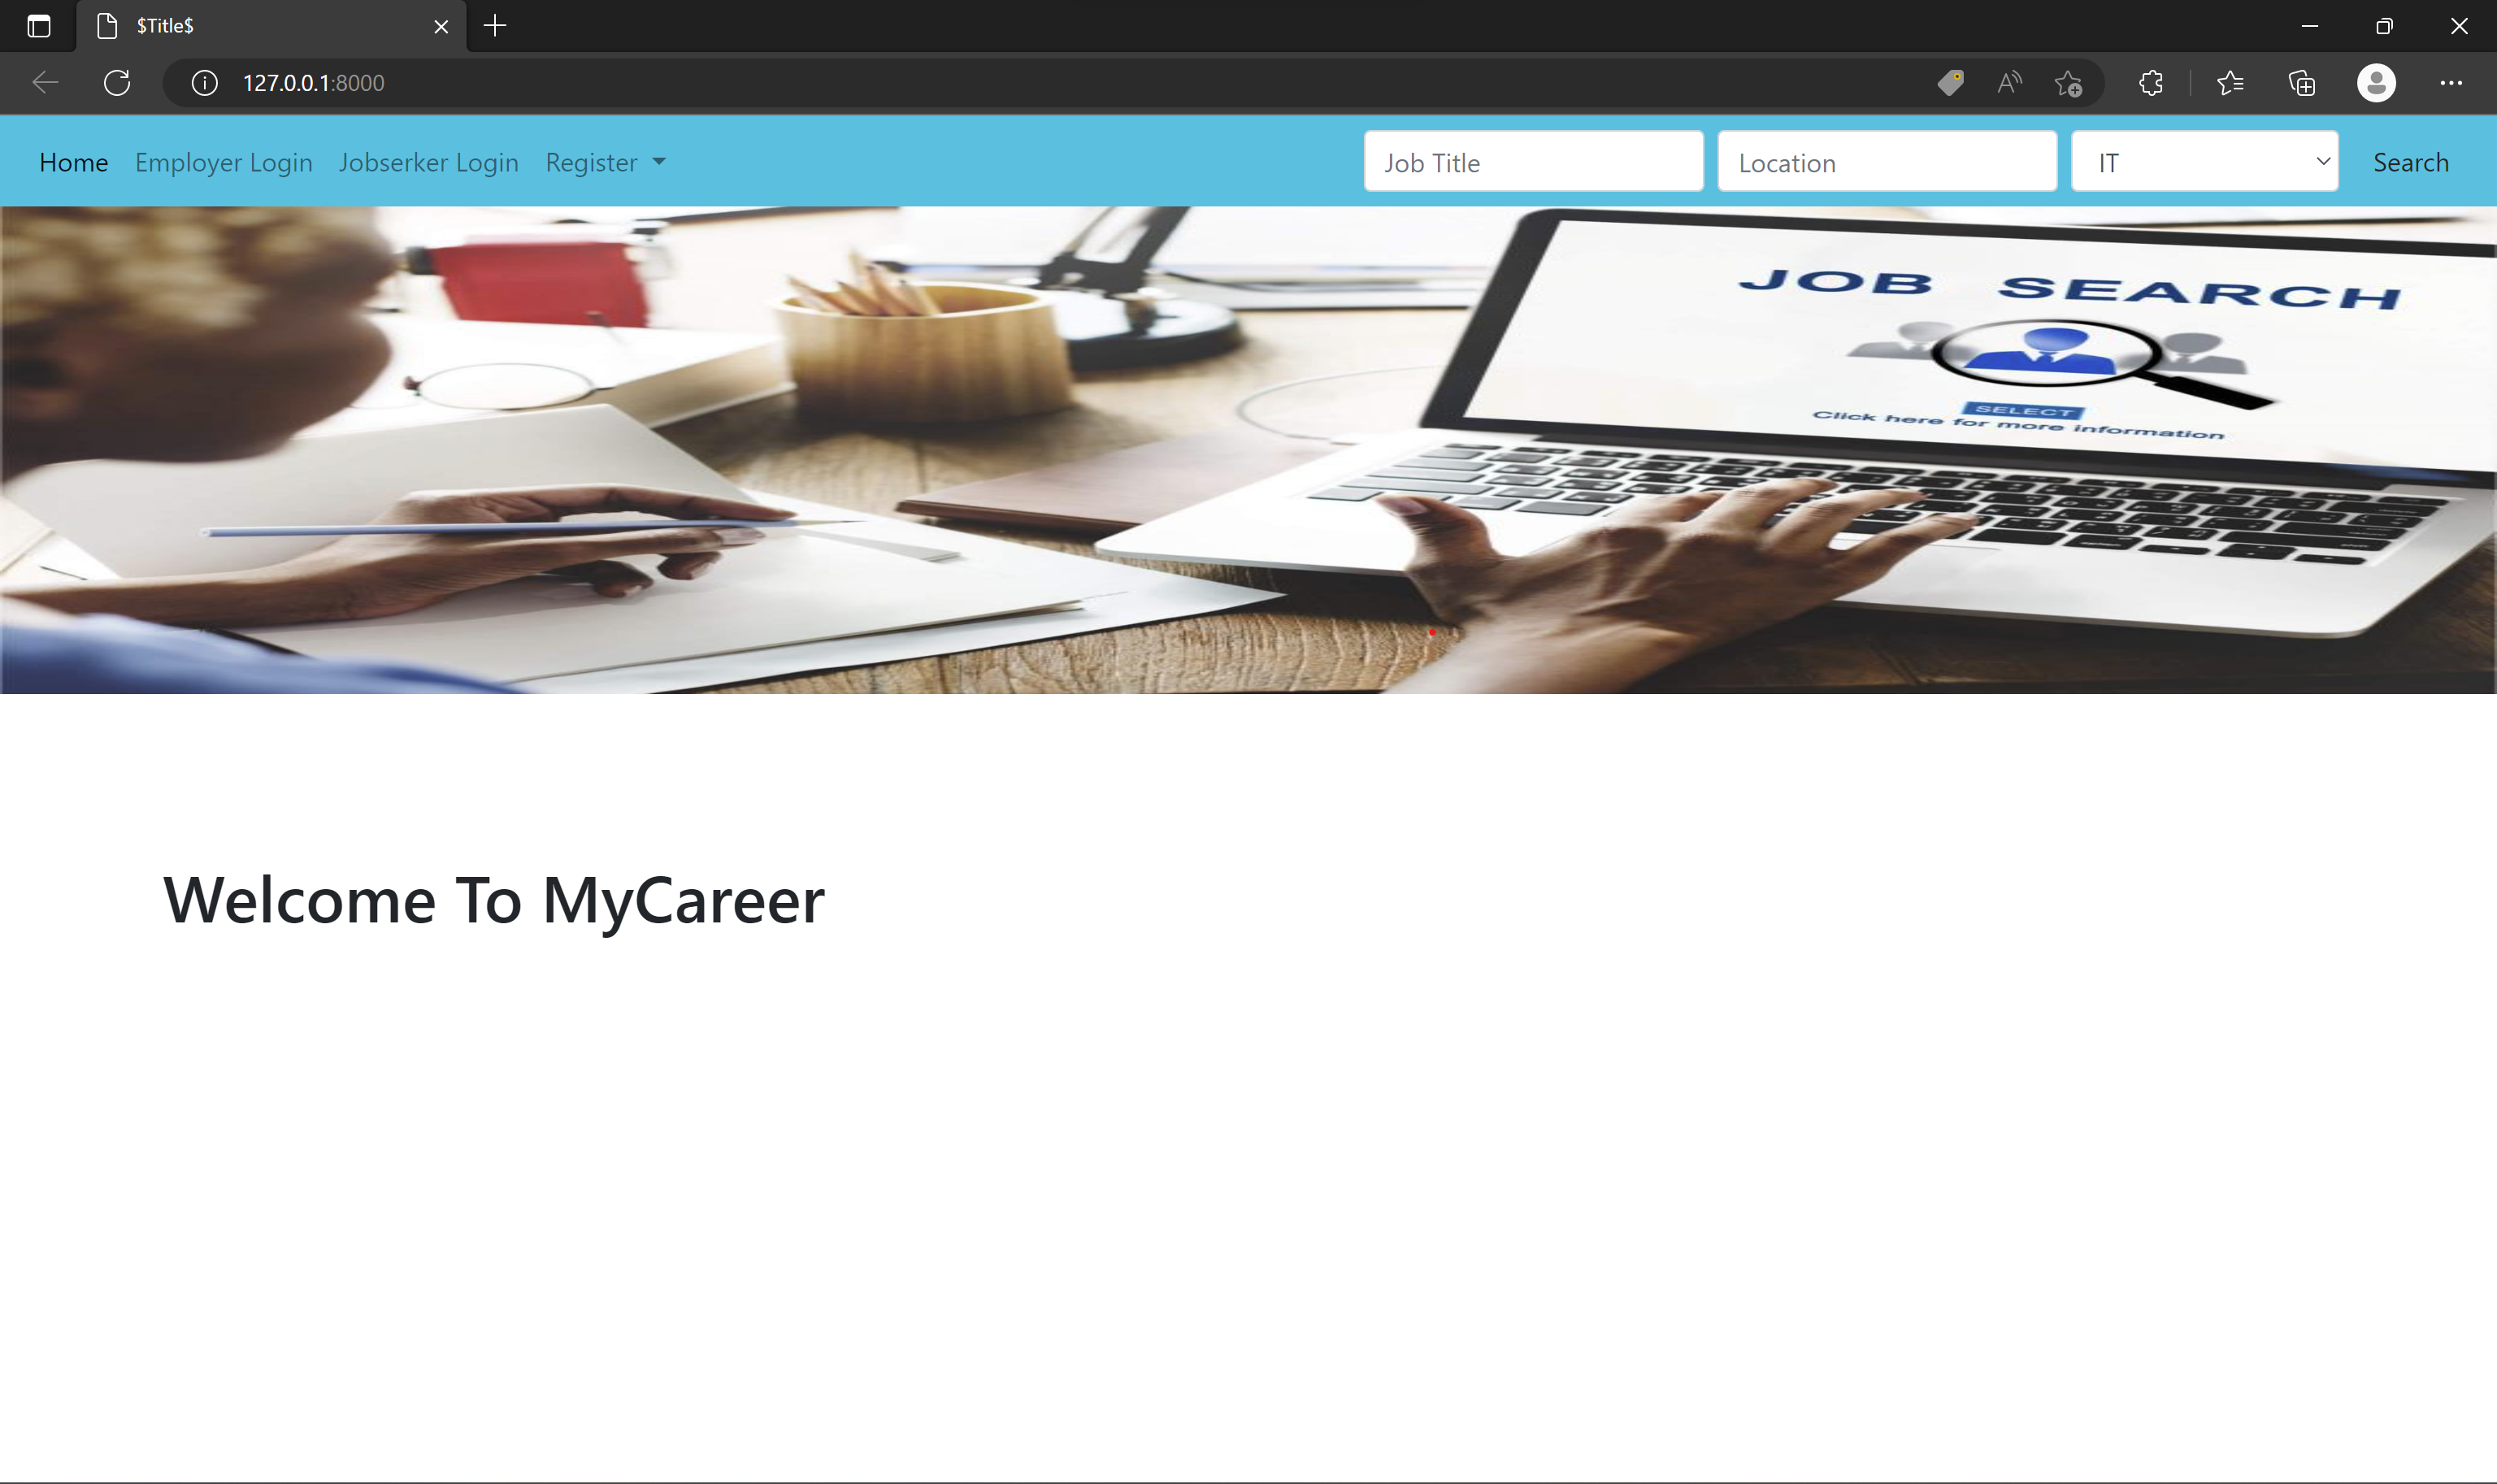 $Title$
127.0.0.1:8000
Home Employer Login Jobserker Login Register Job Title Location IT Search
JOB SEARCH
SELECT
Click here for more information
Welcome To MyCareer